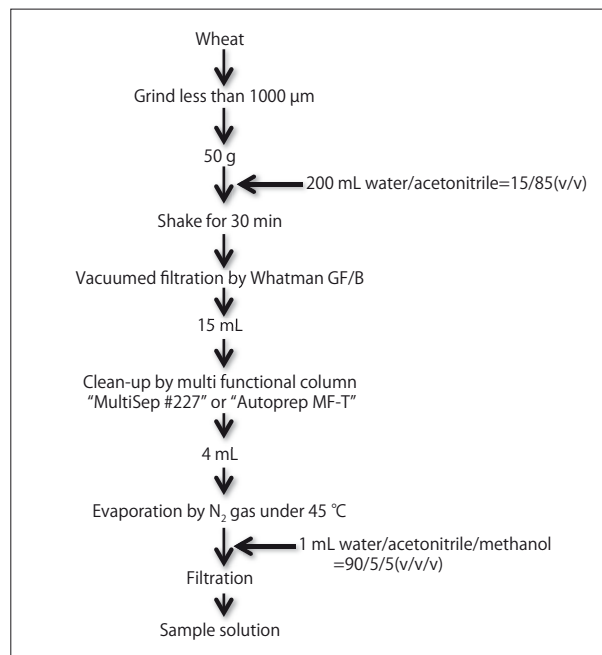 Wheat
Grind less than 1000 μm
50 g
200 mL water/acetonitrile=15/85(v/v)
Shake for 30 min
Vacuumed filtration by Whatman GF/B
15 mL
Clean-up by multi functional column
“MultiSep #227” or “Autoprep MF-T”
4 mL
Evaporation by N₂ gas under 45 ℃
1 mL water/acetonitrile/methanol
=90/5/5(v/v/v)
Filtration
Sample solution